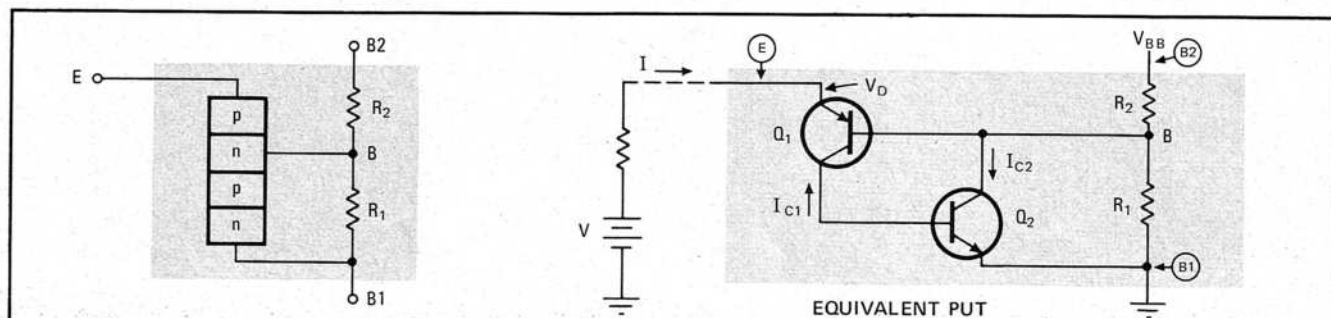 B2
E
p
n
p
n
R2
B
R1
B1
I
E
VD
Q1
IC1
IC2
Q2
V
VBB
B2
R2
B
R1
B1
EQUIVALENT PUT